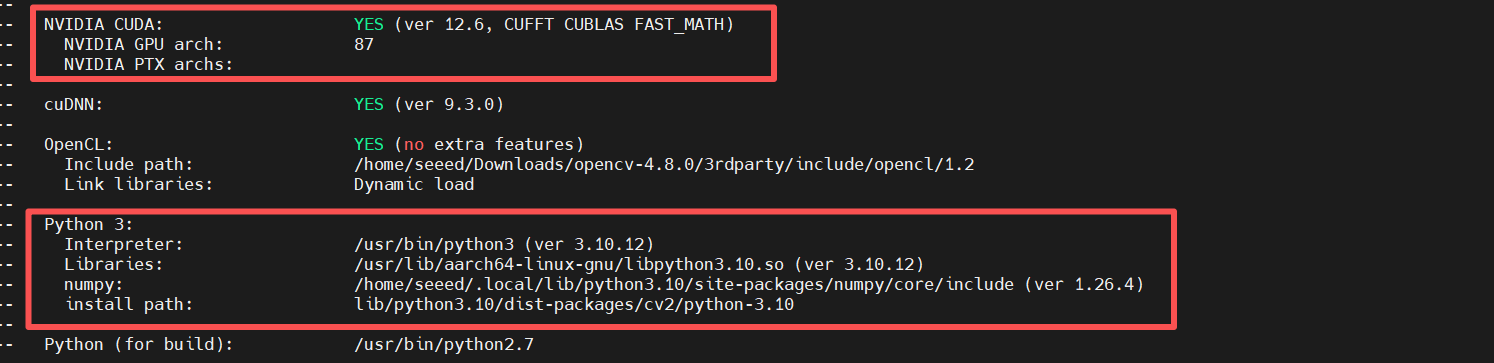 --
--   NVIDIA CUDA:                   YES (ver 12.6, CUFFT CUBLAS FAST_MATH)
--     NVIDIA GPU arch:             87
--     NVIDIA PTX archs:
--
--   cuDNN:                         YES (ver 9.3.0)
--
--   OpenCL:                        YES (no extra features)
--     Include path:                /home/seeed/Downloads/opencv-4.8.0/3rdparty/include/opencl/1.2
--     Link libraries:              Dynamic load
--
--   Python 3:
--     Interpreter:                 /usr/bin/python3 (ver 3.10.12)
--     Libraries:                   /usr/lib/aarch64-linux-gnu/libpython3.10.so (ver 3.10.12)
--     numpy:                       /home/seeed/.local/lib/python3.10/site-packages/numpy/core/include (ver 1.26.4)
--     install path:                lib/python3.10/dist-packages/cv2/python-3.10
--
--   Python (for build):            /usr/bin/python2.7